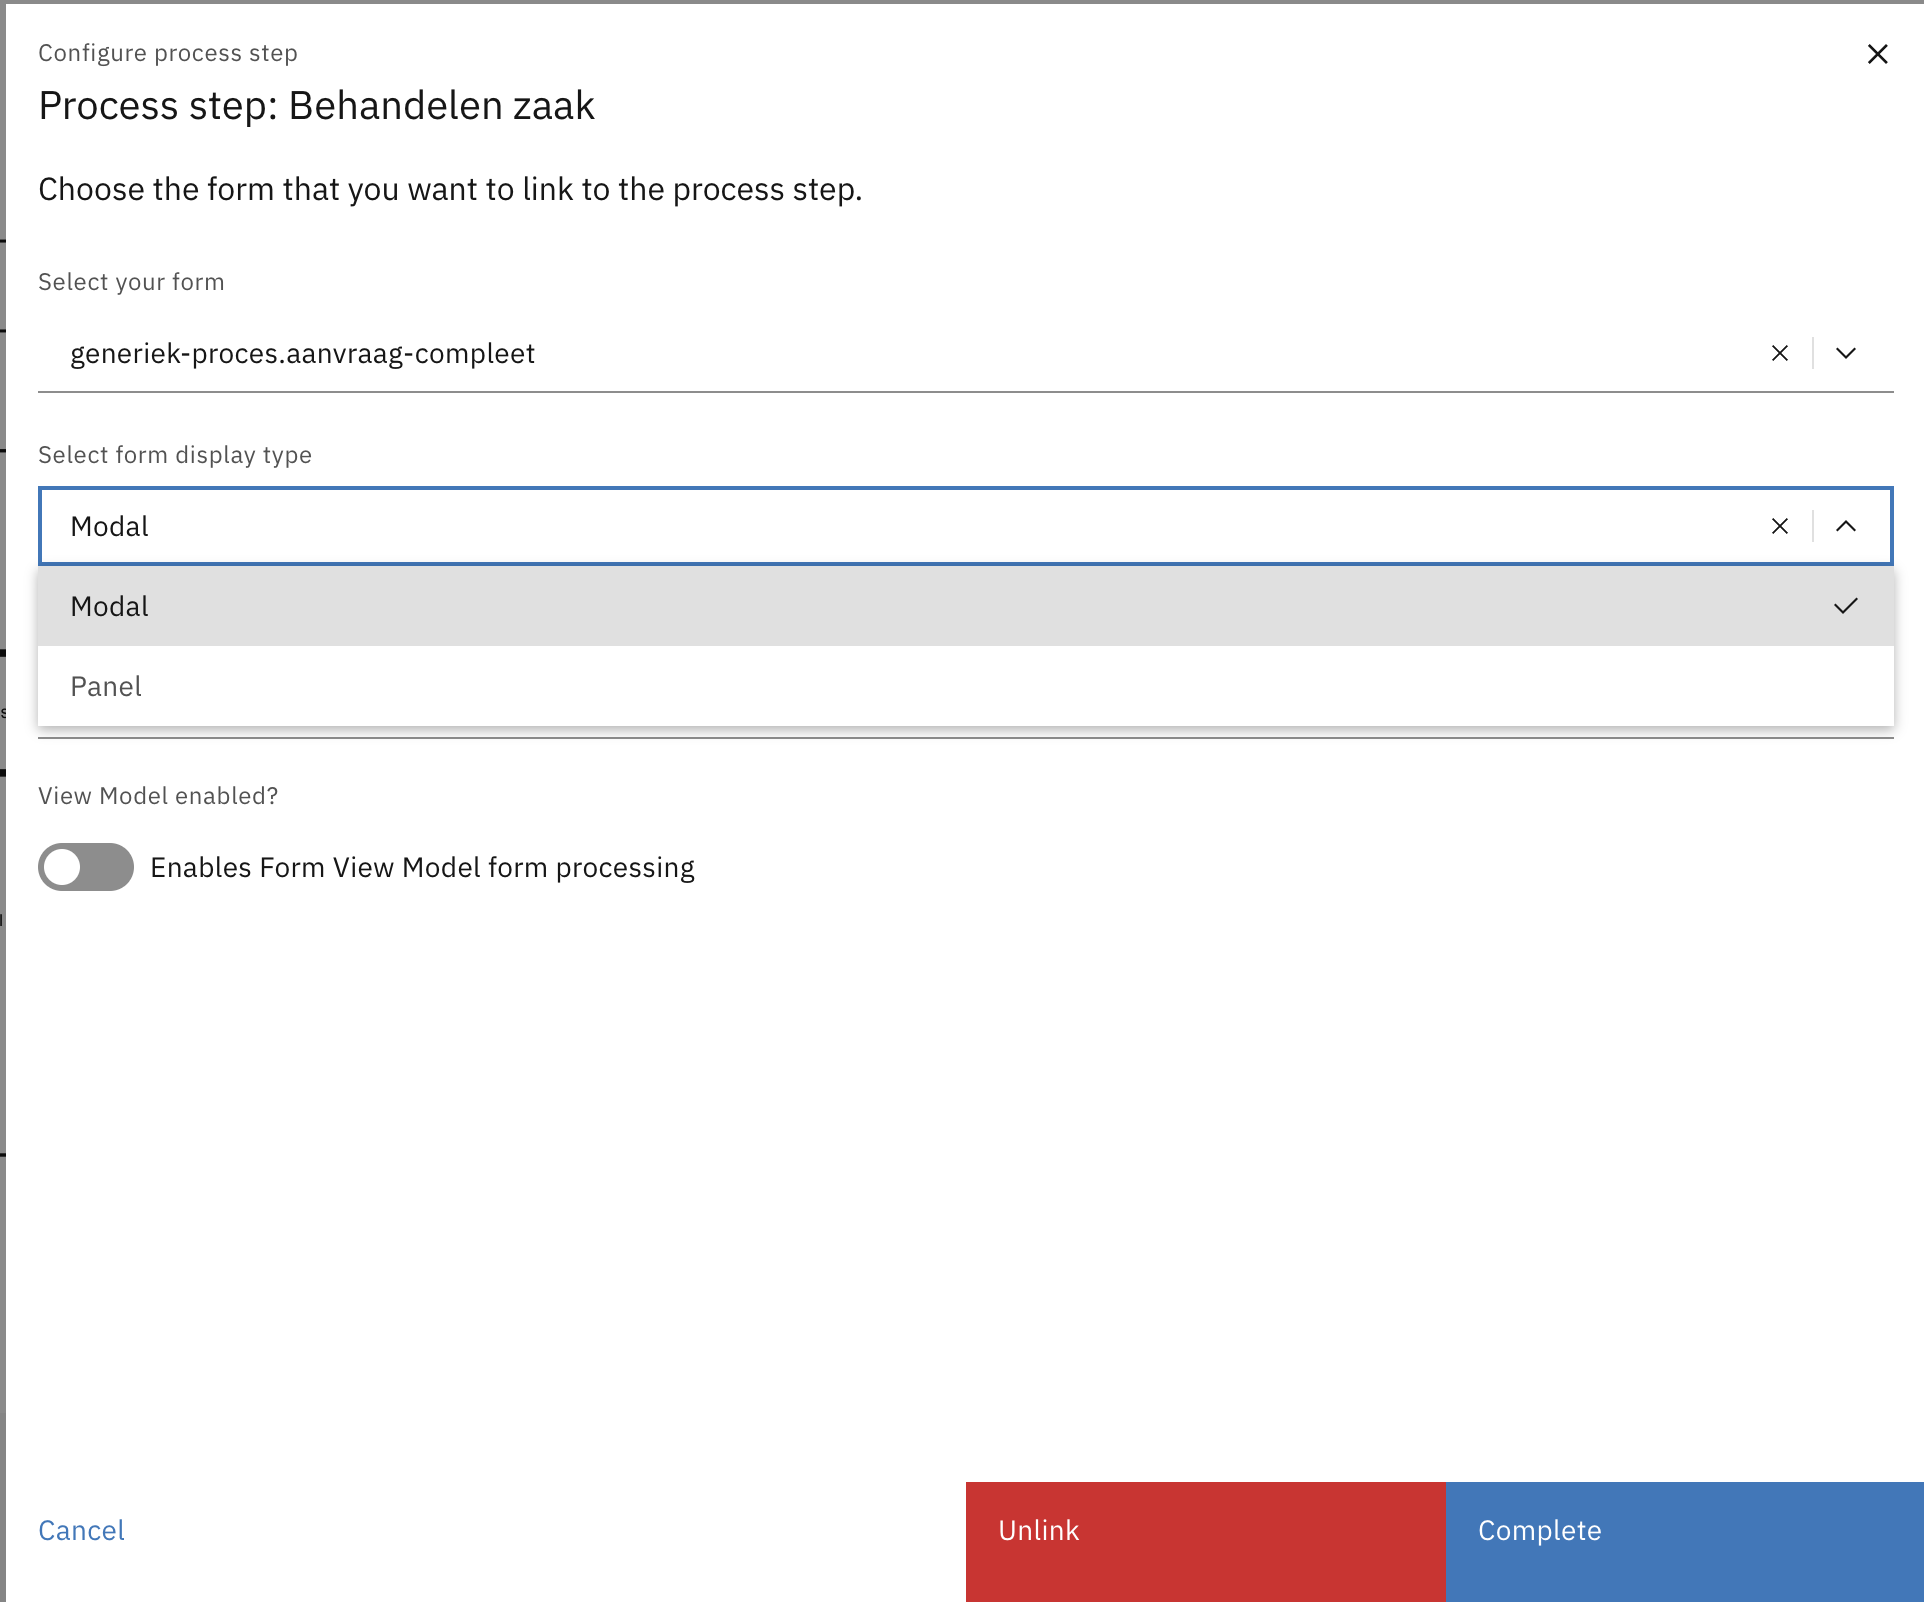 Configure process step
Process step: Behandelen zaak
Choose the form that you want to link to the process step.
Select your form
generiek-proces.aanvraag-compleet
Select form display type
Modal
Modal
Panel
View Model enabled?
Enables Form View Model form processing
Cancel
Unlink
Complete